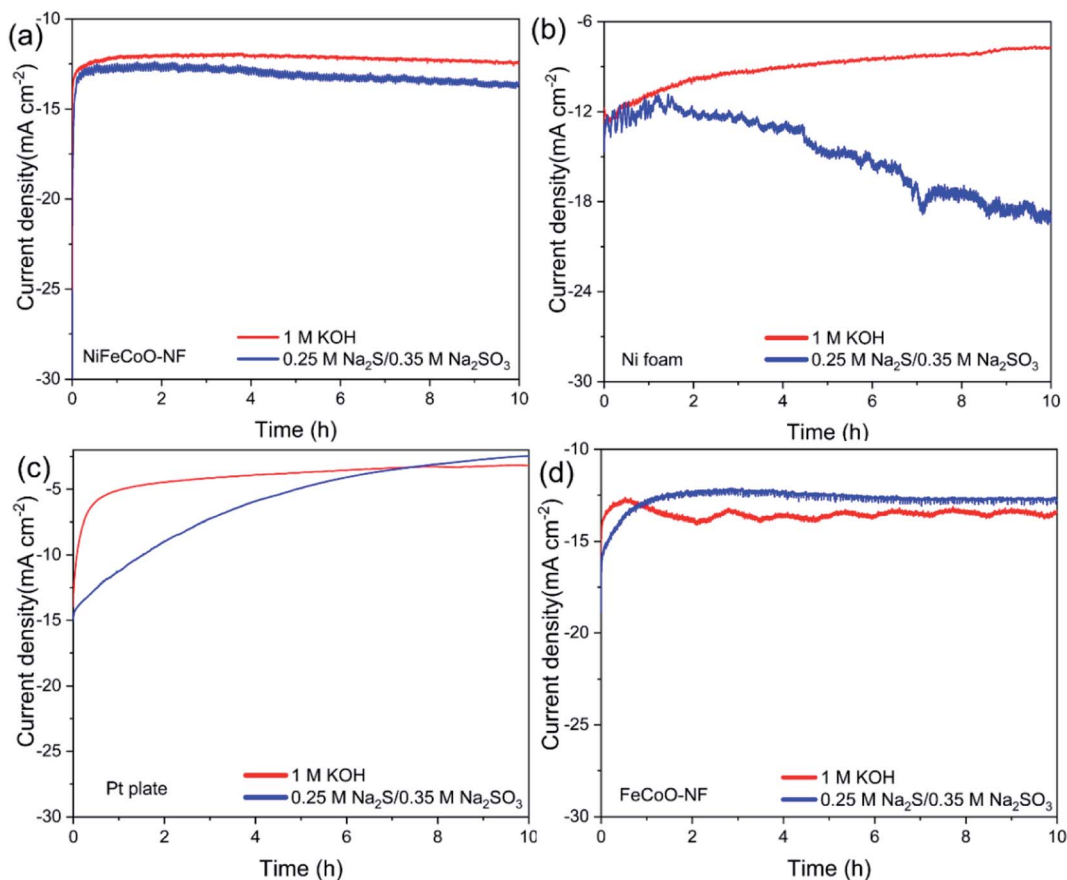 (a)
-10
-15
-20
-25
-30
Current density(mA cm⁻²)
1 M KOH
NiFeCoO-NF
0.25 M Na₂S/0.35 M Na₂SO₃
0 2 4 6 8 10
Time (h)
(b)
-6
-12
-18
-24
-30
Current density(mA cm⁻²)
1 M KOH
Ni foam
0.25 M Na₂S/0.35 M Na₂SO₃
0 2 4 6 8 10
Time (h)
(c)
-5
-10
-15
-20
-25
-30
Current density(mA cm⁻²)
1 M KOH
Pt plate
0.25 M Na₂S/0.35 M Na₂SO₃
0 2 4 6 8 10
Time (h)
(d)
-10
-15
-20
-25
-30
Current density(mA cm⁻²)
1 M KOH
FeCoO-NF
0.25 M Na₂S/0.35 M Na₂SO₃
0 2 4 6 8 10
Time (h)